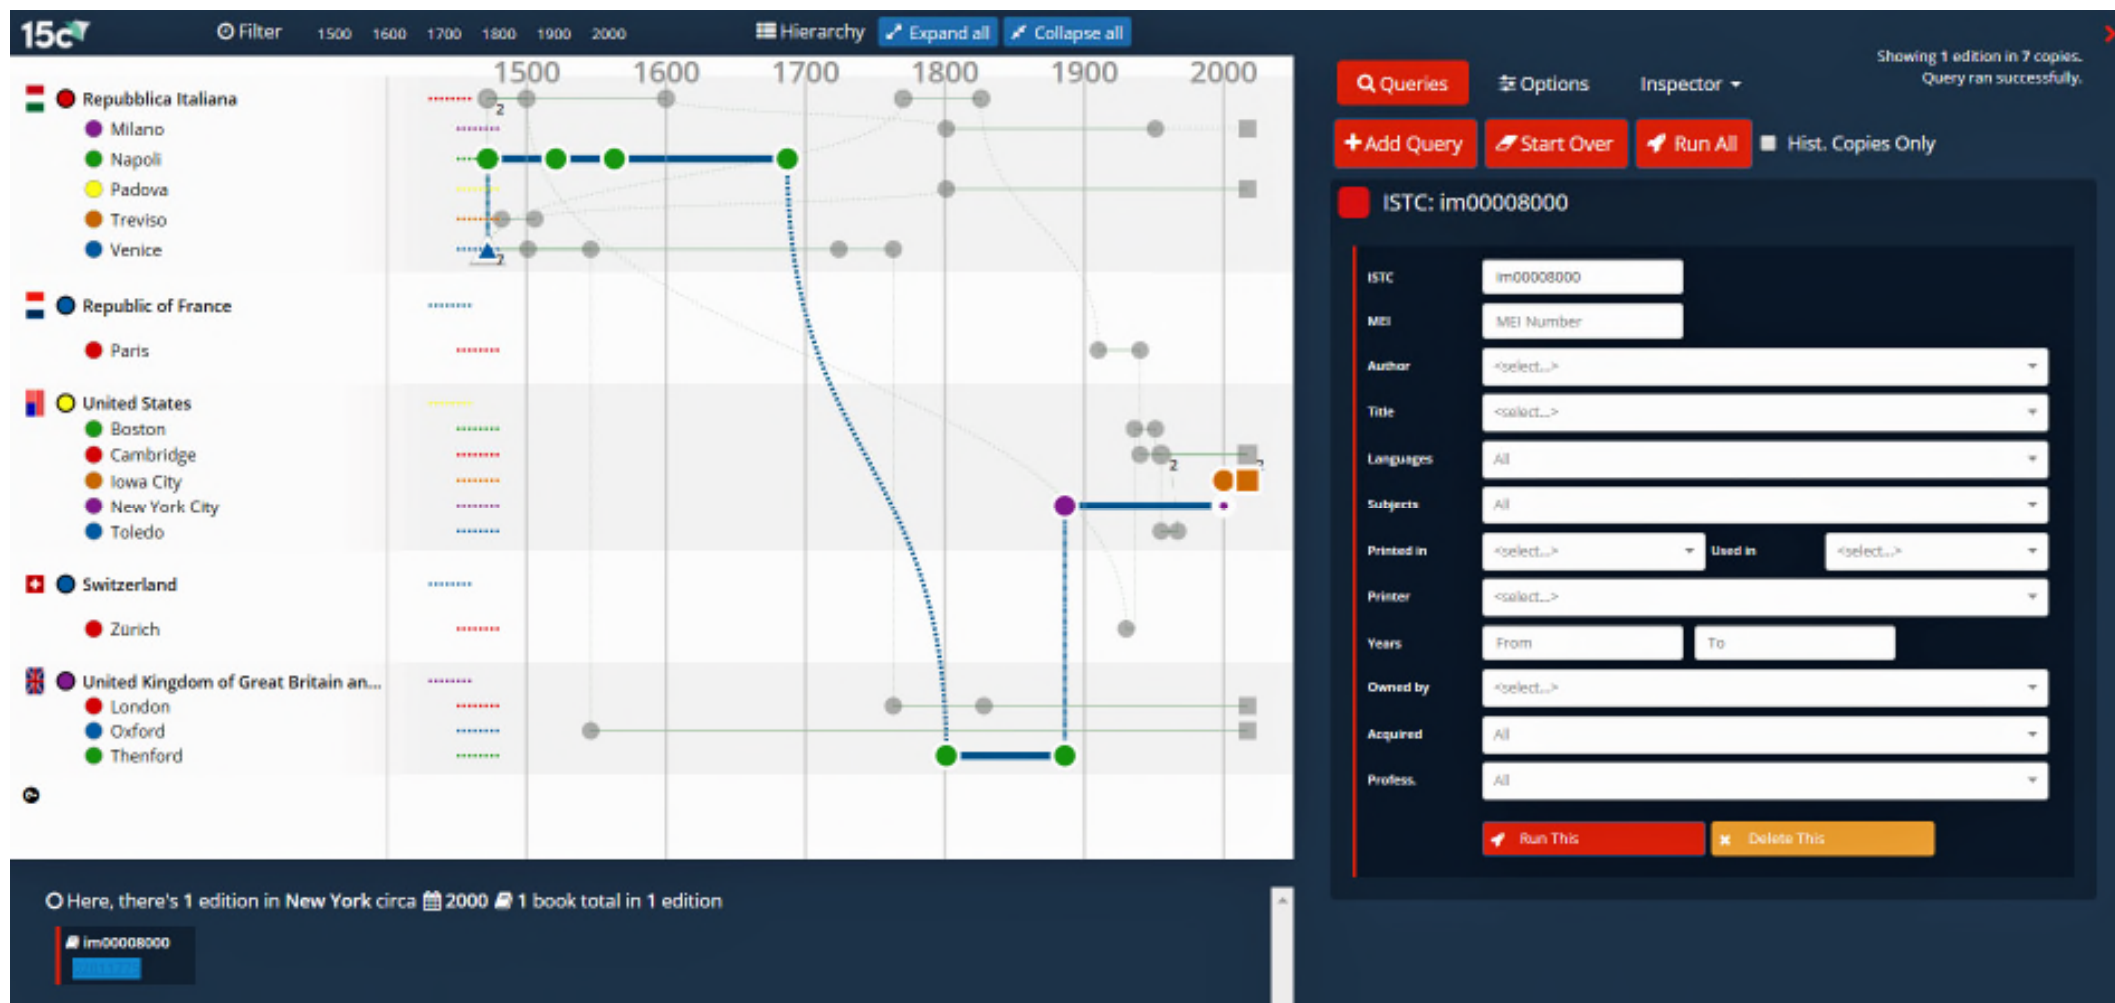 15c
Filter 1500 1600 1700 1800 1900 2000
Hierarchy Expand all Collapse all
Showing 1 edition in 7 copies.
Query ran successfully.
1500 1600 1700 1800 1900 2000
Repubblica Italiana
2
Milano
Napoli
Padova
Treviso
Venice
7
Republic of France
Paris
United States
Boston
Cambridge
2
2
Iowa City
New York City
Toledo
Switzerland
Zürich
United Kingdom of Great Britain an...
London
Oxford
Thenford
Here, there's 1 edition in New York circa 2000 1 book total in 1 edition
im00008000
Queries Options Inspector
Add Query Start Over Run All Hist. Copies Only
ISTC: im00008000
ISTC im00008000
MEI MEI Number
Author <select...>
Title <select...>
Languages All
Subjects All
Printed in <select...> Used in <select...>
Printer <select...>
Years From To
Owned by <select...>
Acquired All
Profess. All
Run This Delete This